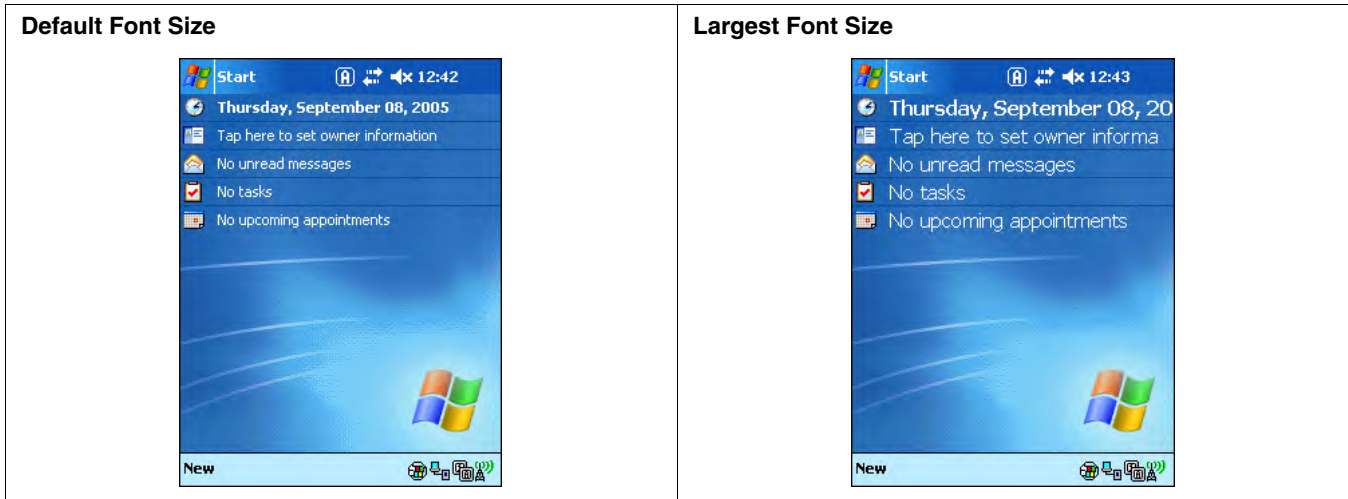 Default Font Size
Start A 12:42
Thursday, September 08, 2005
Tap here to set owner information
No unread messages
No tasks
No upcoming appointments
New
Largest Font Size
Start A 12:43
Thursday, September 08, 20
Tap here to set owner informa
No unread messages
No tasks
No upcoming appointments
New